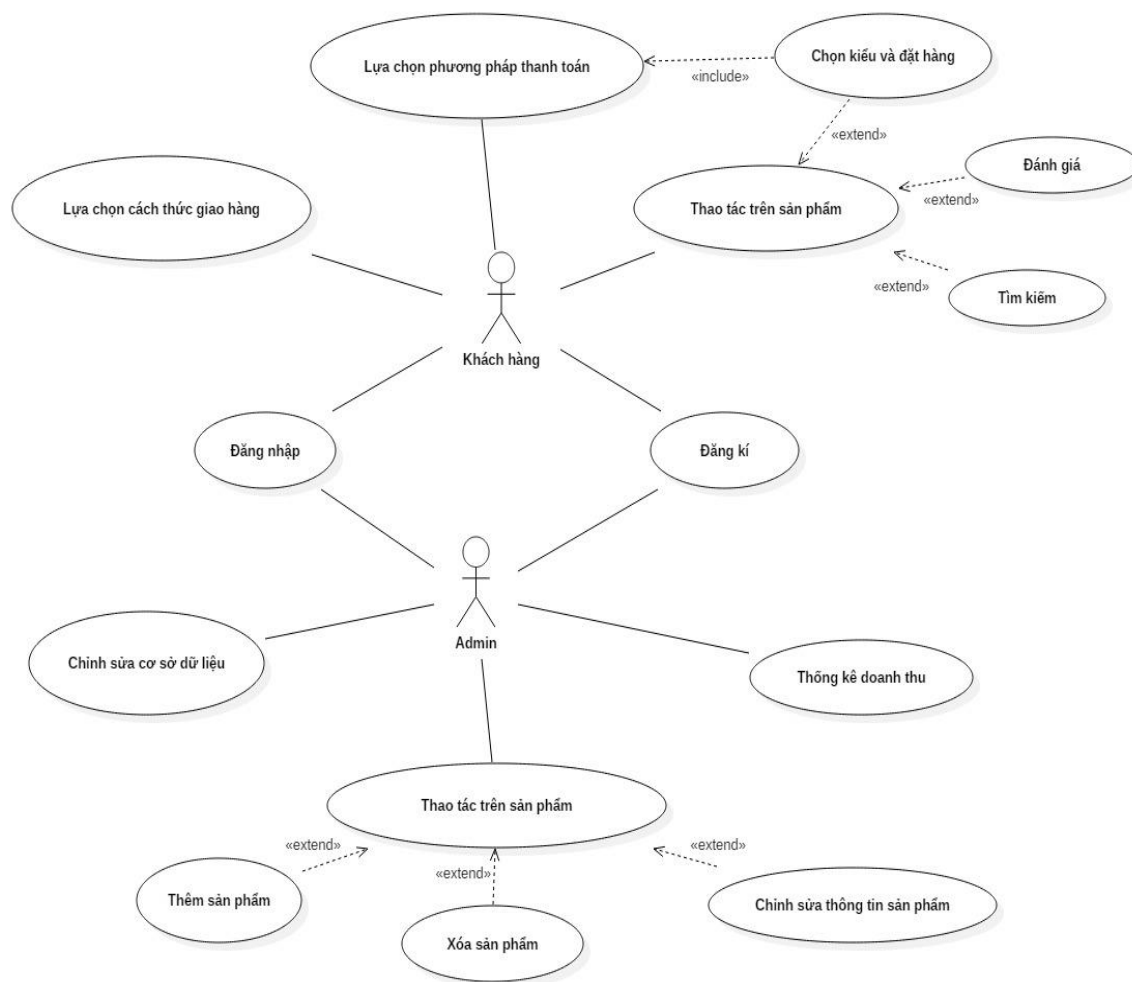 Lựa chọn phương pháp thanh toán
«include»
Chọn kiểu và đặt hàng
«extend»
Đánh giá
Lựa chọn cách thức giao hàng
Thao tác trên sản phẩm
«extend»
«extend»
Tìm kiếm
Khách hàng
Đăng nhập
Đăng kí
Admin
Chỉnh sửa cơ sở dữ liệu
Thống kê doanh thu
Thao tác trên sản phẩm
«extend»
«extend»
«extend»
Thêm sản phẩm
Xóa sản phẩm
Chỉnh sửa thông tin sản phẩm